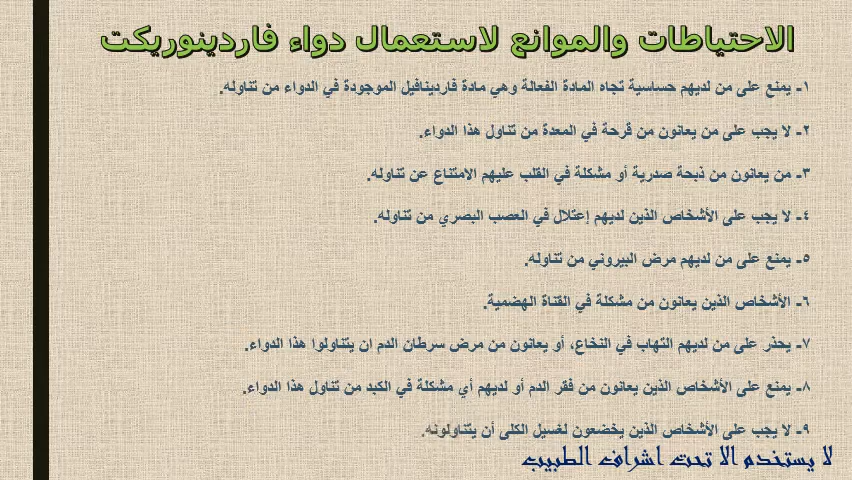 الاحتياطات والموانع لاستعمال دواء فاردينوريكت
١- يمنع على من لديهم حساسية تجاه المادة الفعالة وهي مادة فاردينافيل الموجودة في الدواء من تناوله.
٢- لا يجب على من يعانون من قرحة في المعدة من تناول هذا الدواء.
٣- من يعانون من ذبحة صدرية أو مشكلة في القلب عليهم الامتناع عن تناوله.
٤- لا يجب على الأشخاص الذين لديهم إعتلال في العصب البصري من تناوله.
٥- يمنع على من لديهم مرض البيروني من تناوله.
٦- الأشخاص الذين يعانون من مشكلة في القناة الهضمية.
٧- يحذر على من لديهم التهاب في النخاع، أو يعانون من مرض سرطان الدم ان يتناولوا هذا الدواء.
٨- يمنع على الأشخاص الذين يعانون من فقر الدم أو لديهم أي مشكلة في الكبد من تناول هذا الدواء.
٩- لا يجب على الأشخاص الذين يخضعون لغسيل الكلى أن يتناولونه.
لا يستخدم الا تحت اشراف الطبيب